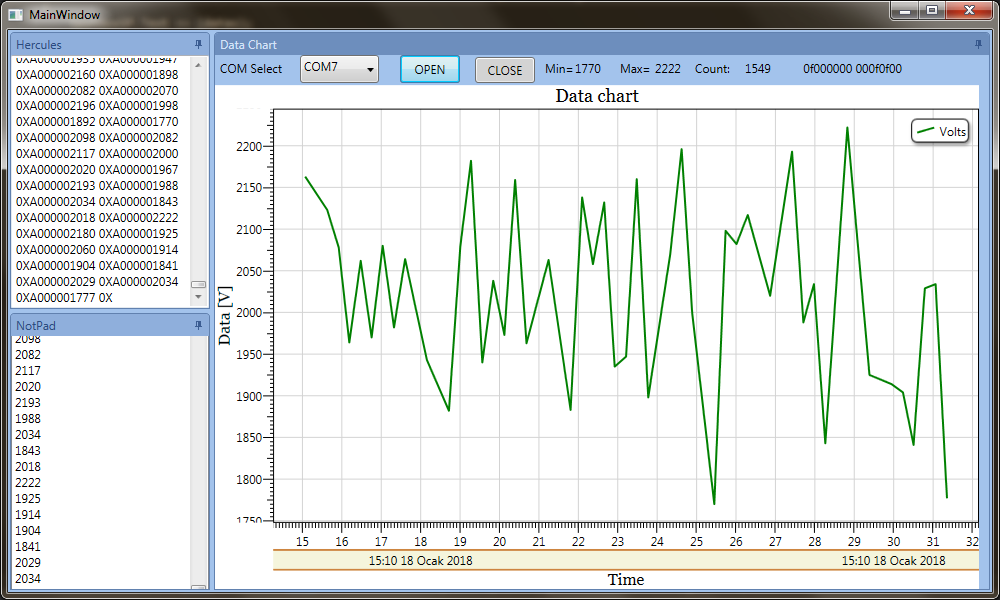 MainWindow
Hercules
0XA000001935 0XA000001947
0XA000002160 0XA000001898
0XA000002082 0XA000002070
0XA000002196 0XA000001998
0XA000001892 0XA000001770
0XA000002098 0XA000002082
0XA000002117 0XA000002000
0XA000002020 0XA000001967
0XA000002193 0XA000001988
0XA000002034 0XA000001843
0XA000002018 0XA000002222
0XA000002180 0XA000001925
0XA000002060 0XA000001914
0XA000001904 0XA000001841
0XA000002029 0XA000002034
0XA000001777 0X
NotPad
2098
2082
2117
2020
2193
1988
2034
1843
2018
2222
1925
1914
1904
1841
2029
2034
Data Chart
COM Select COM7 OPEN CLOSE Min= 1770 Max= 2222 Count: 1549 0f000000 000f0f00
Data chart
Volts
Data [V]
2200
2150
2100
2050
2000
1950
1900
1850
1800
1750
15 16 17 18 19 20 21 22 23 24 25 26 27 28 29 30 31 32
15:10 18 Ocak 2018 15:10 18 Ocak 2018
Time